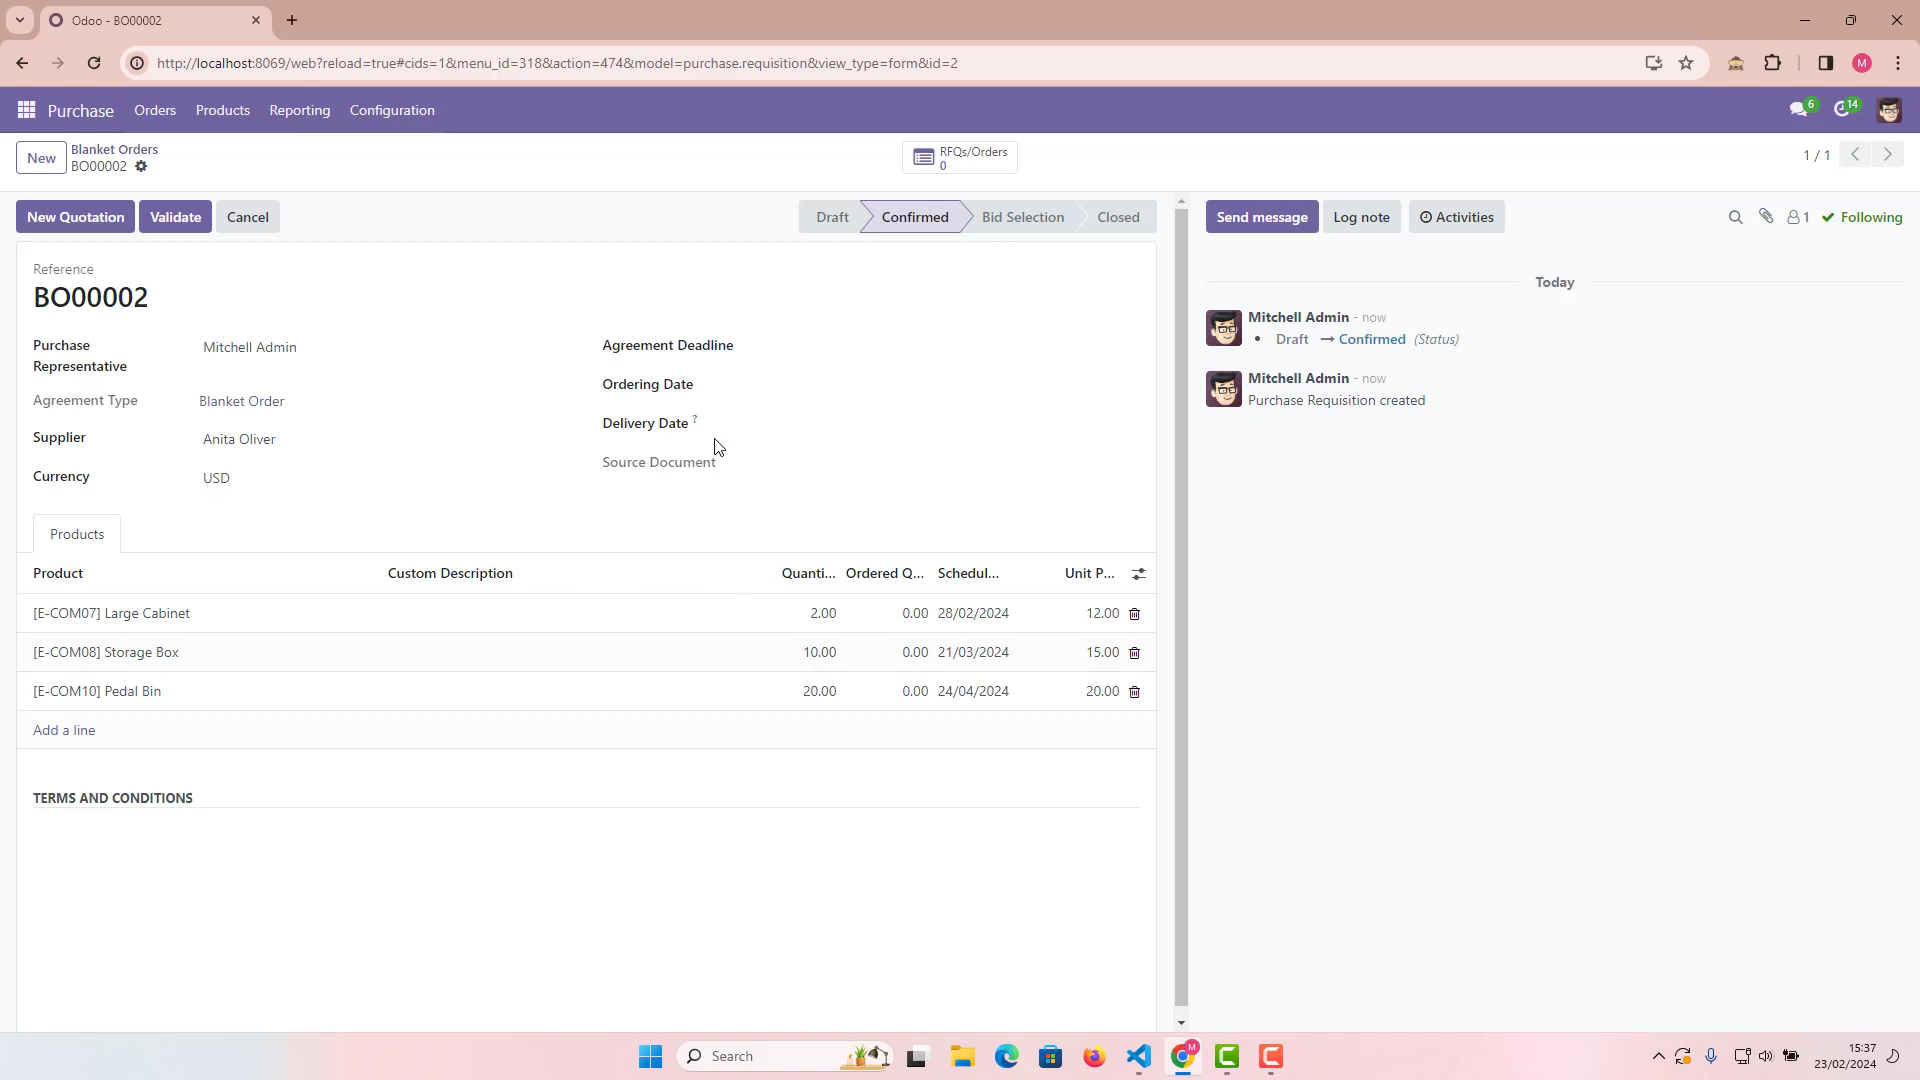 Odoo - BO00002
http://localhost:8069/web?reload=true#cids=1&menu_id=318&action=474&model=purchase.requisition&view_type=form&id=2
M
Purchase Orders Products Reporting Configuration
6 14
New
Blanket Orders
BO00002
RFQs/Orders
0
1 / 1
New Quotation Validate Cancel
Draft Confirmed Bid Selection Closed
Send message Log note Activities
1 Following
Reference
BO00002
Purchase
Representative
Mitchell Admin
Agreement Type Blanket Order
Supplier Anita Oliver
Currency USD
Agreement Deadline
Ordering Date
Delivery Date ?
Source Document
Today
Mitchell Admin - now
• Draft → Confirmed (Status)
Mitchell Admin - now
Purchase Requisition created
Products
Product Custom Description Quanti... Ordered Q... Schedul... Unit P...
[E-COM07] Large Cabinet 2.00 0.00 28/02/2024 12.00
[E-COM08] Storage Box 10.00 0.00 21/03/2024 15.00
[E-COM10] Pedal Bin 20.00 0.00 24/04/2024 20.00
Add a line
TERMS AND CONDITIONS
Search
M
15:37
23/02/2024